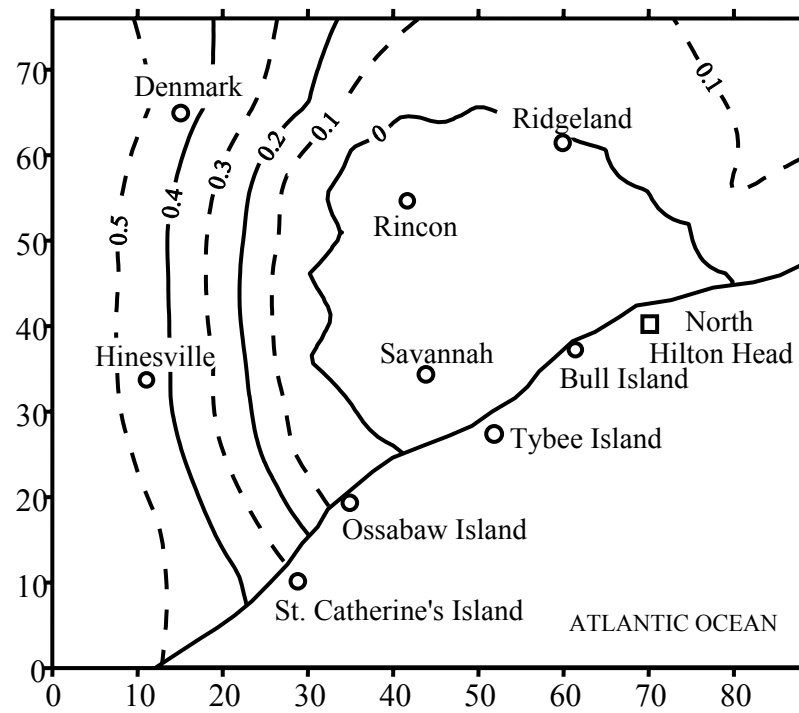 70
60
50
40
30
20
10
0
0 10 20 30 40 50 60 70 80
Denmark
0.1
0.5
0.4
0.3
0.2
0.1
0
Ridgeland
Rincon
Hinesville
Savannah
North
Hilton Head
Bull Island
Tybee Island
Ossabaw Island
St. Catherine's Island
ATLANTIC OCEAN